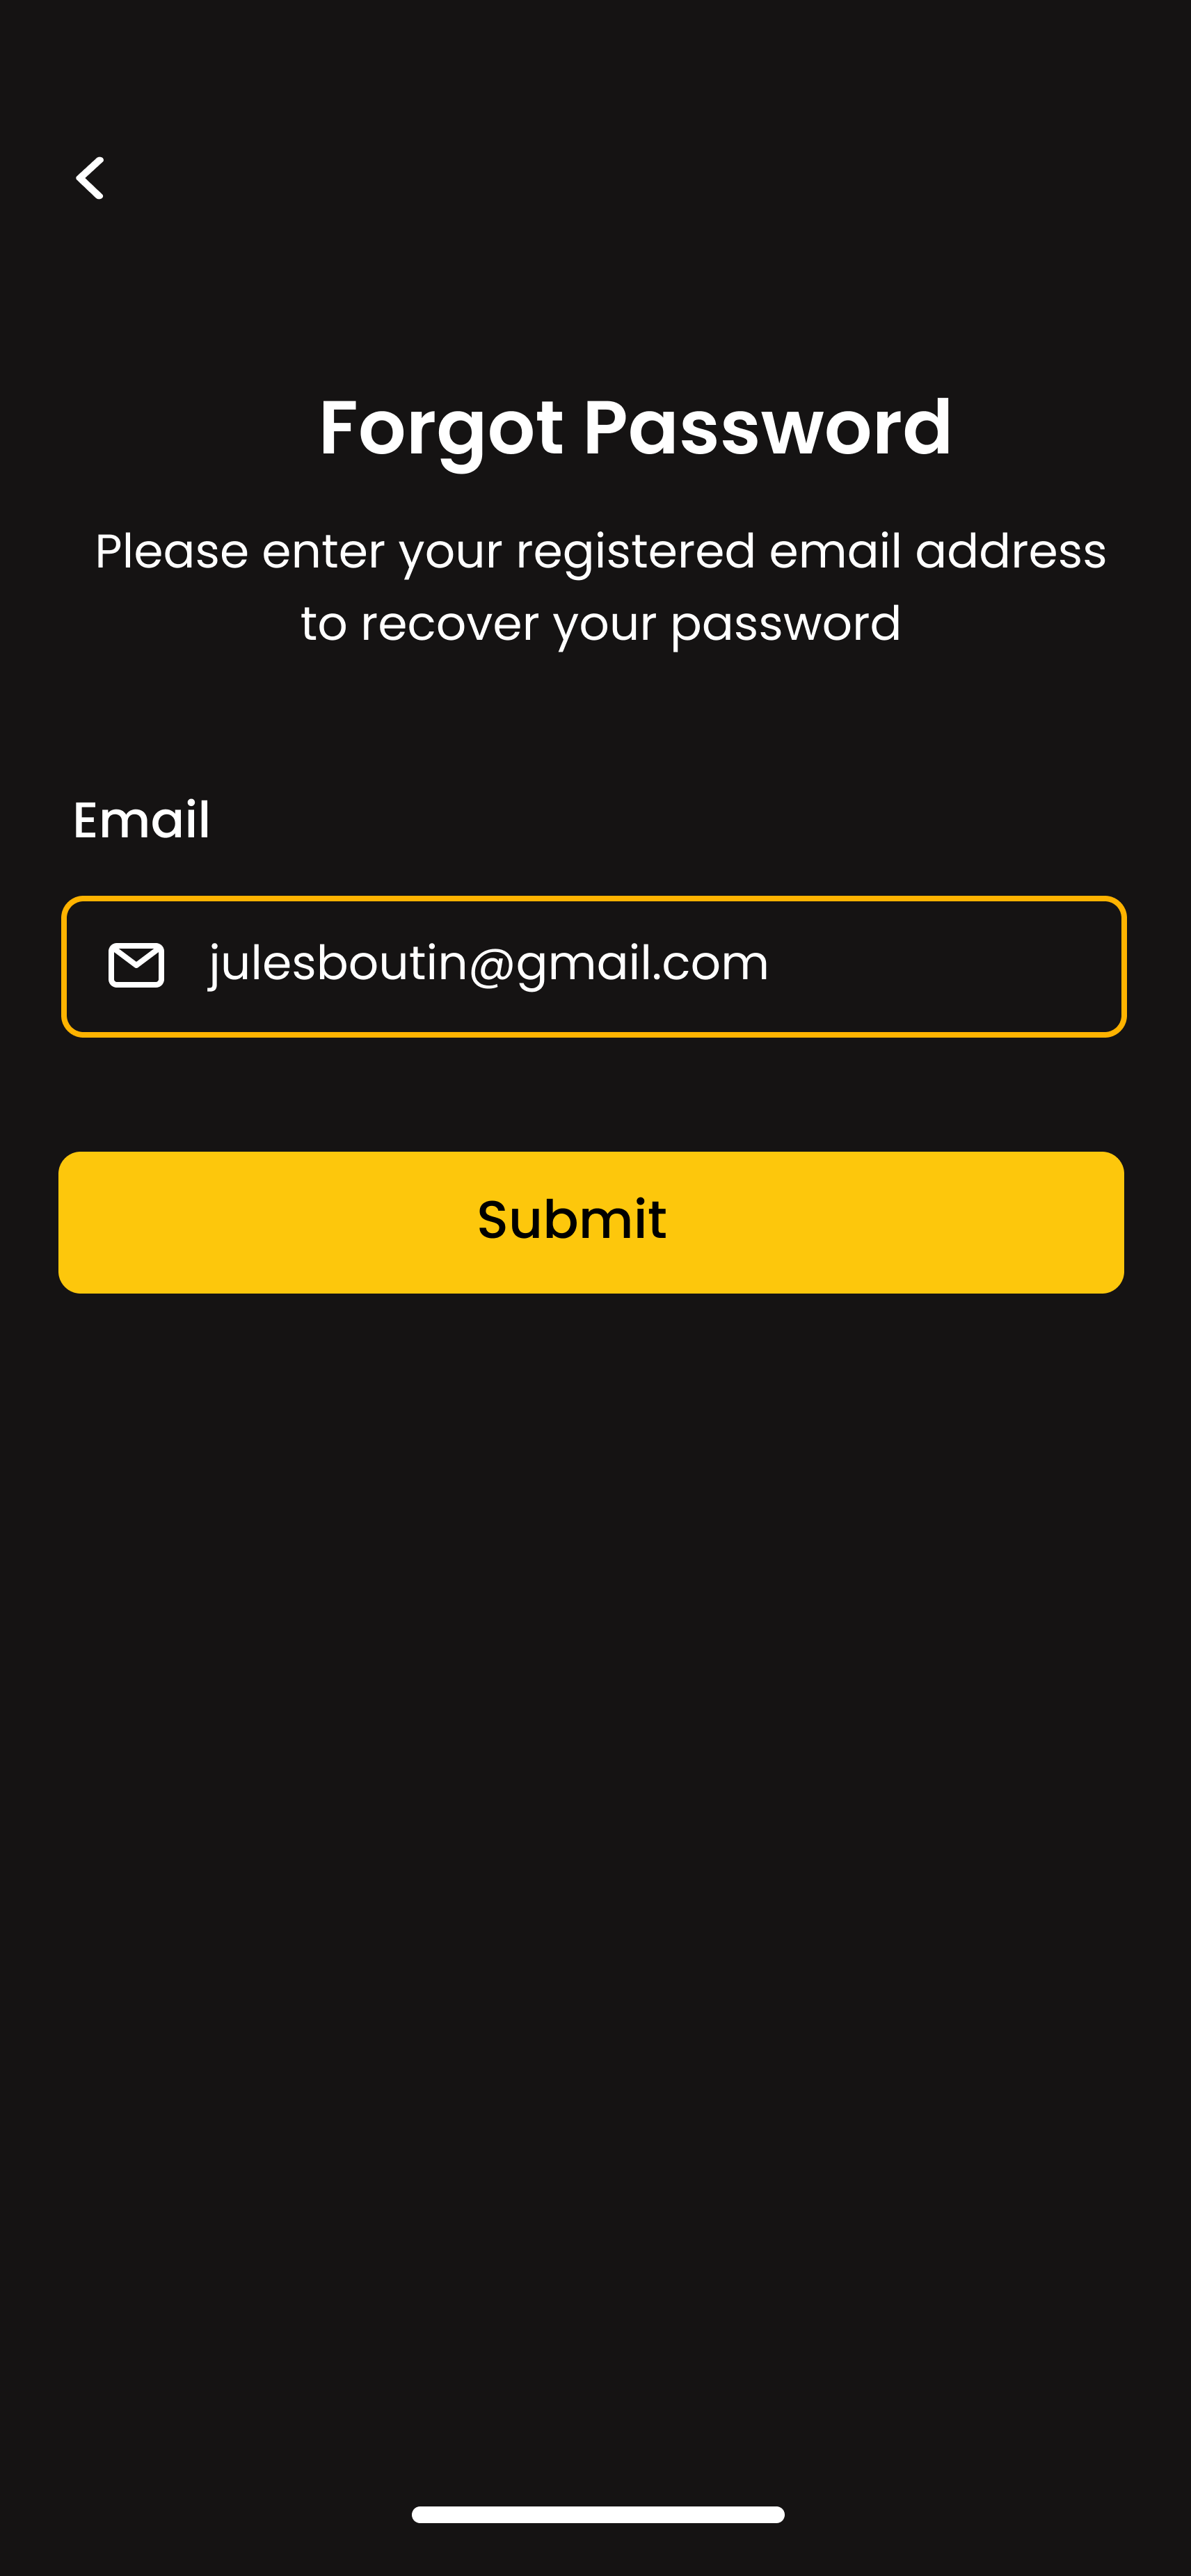 Forgot Password
Please enter your registered email address
to recover your password
Email
julesboutin@gmail.com
Submit